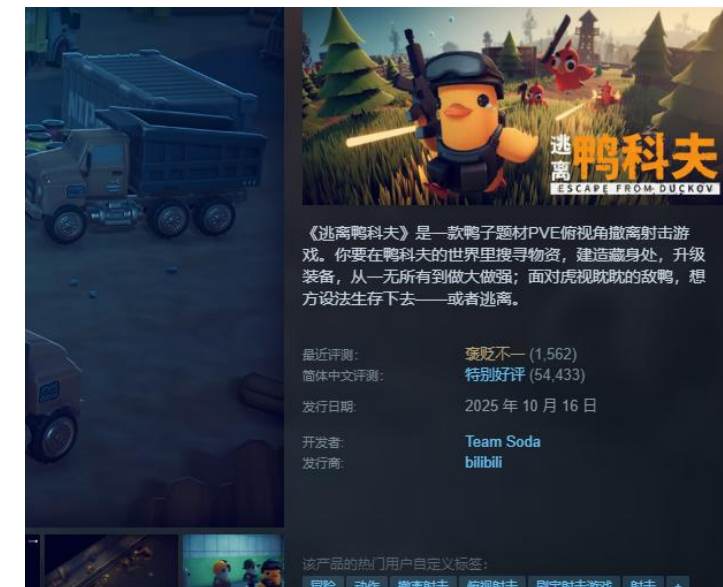 逃离
鸭科夫
ESCAPE FROM DUCKOV
《逃离鸭科夫》是一款鸭子题材PVE俯视角撤离射击游
戏。你要在鸭科夫的世界里搜寻物资，建造藏身处，升级
装备，从一无所有到做大做强；面对虎视眈眈的敌鸭，想
方设法生存下去——或者逃离。
最近评测: 褒贬不一 (1,562)
简体中文评测: 特别好评 (54,433)
发行日期: 2025 年 10 月 16 日
开发者: Team Soda
发行商: bilibili
该产品的热门用户自定义标签:
冒险 动作 撤离射击 俯视射击 刷宝射击游戏 射击 +